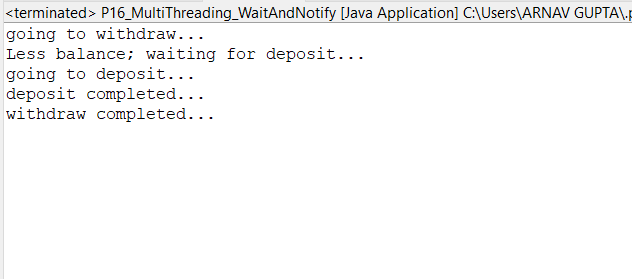 <terminated> P16_MultiThreading_WaitAndNotify [Java Application] C:\Users\ARNAV GUPTA\.p
going to withdraw...
Less balance; waiting for deposit...
going to deposit...
deposit completed...
withdraw completed...